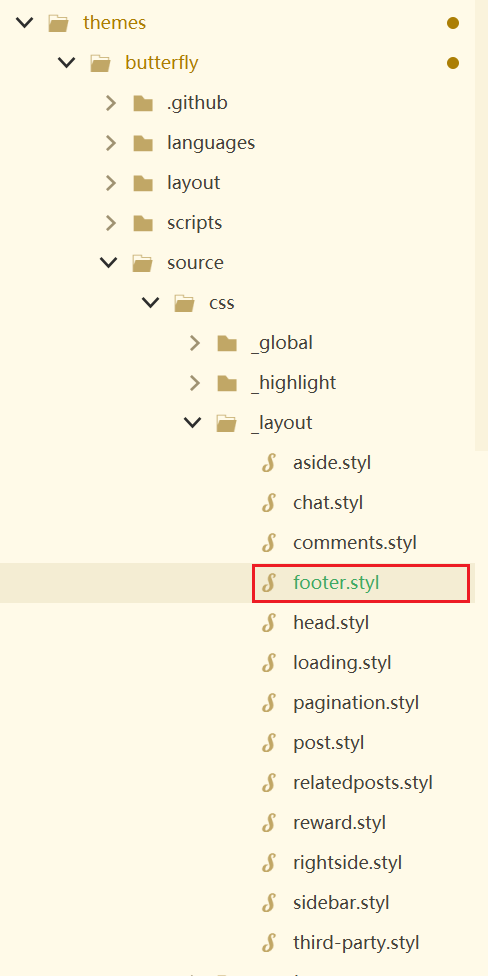 themes
butterfly
.github
languages
layout
scripts
source
css
_global
_highlight
_layout
aside.styl
chat.styl
comments.styl
footer.styl
head.styl
loading.styl
pagination.styl
post.styl
relatedposts.styl
reward.styl
rightside.styl
sidebar.styl
third-party.styl